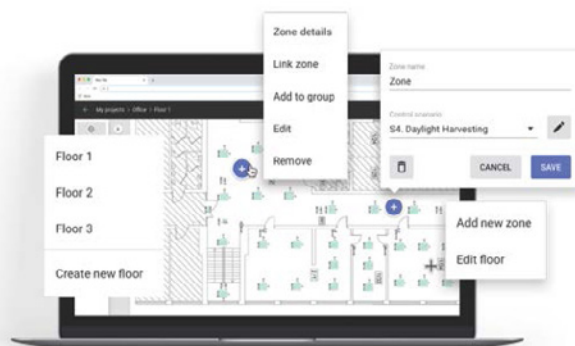 Zone details
Link zone
Add to group
Edit
Remove
Zone name
Zone
Control scenario
S4. Daylight Harvesting
CANCEL
SAVE
My projects > Office > Floor 1
Floor 1
Floor 2
Floor 3
Create new floor
Add new zone
Edit floor